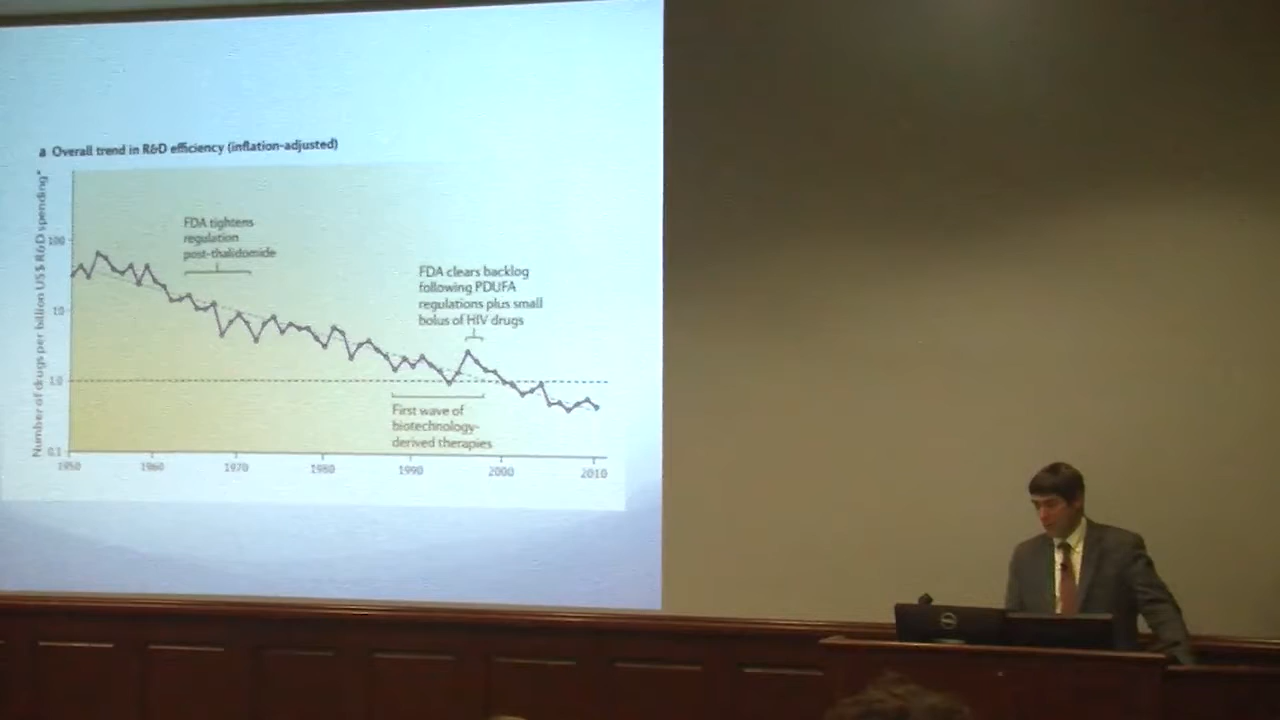 a Overall trend in R&D efficiency (inflation-adjusted)
Number of drugs per billion US$ R&D spending*
100
10
1.0
0.1
FDA tightens
regulation
post-thalidomide
FDA clears backlog
following PDUFA
regulations plus small
bolus of HIV drugs
First wave of
biotechnology-
derived therapies
1950
1960
1970
1980
1990
2000
2010
DELL